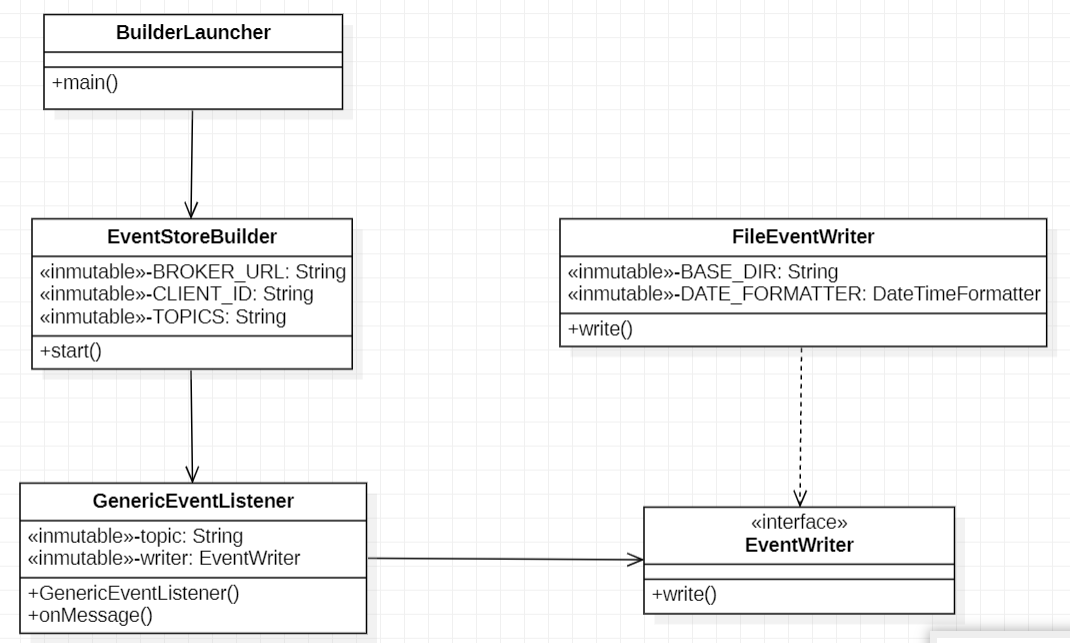 BuilderLauncher
+main()
EventStoreBuilder
«inmutable»-BROKER_URL: String
«inmutable»-CLIENT_ID: String
«inmutable»-TOPICS: String
+start()
FileEventWriter
«inmutable»-BASE_DIR: String
«inmutable»-DATE_FORMATTER: DateTimeFormatter
+write()
GenericEventListener
«inmutable»-topic: String
«inmutable»-writer: EventWriter
+GenericEventListener()
+onMessage()
«interface»
EventWriter
+write()